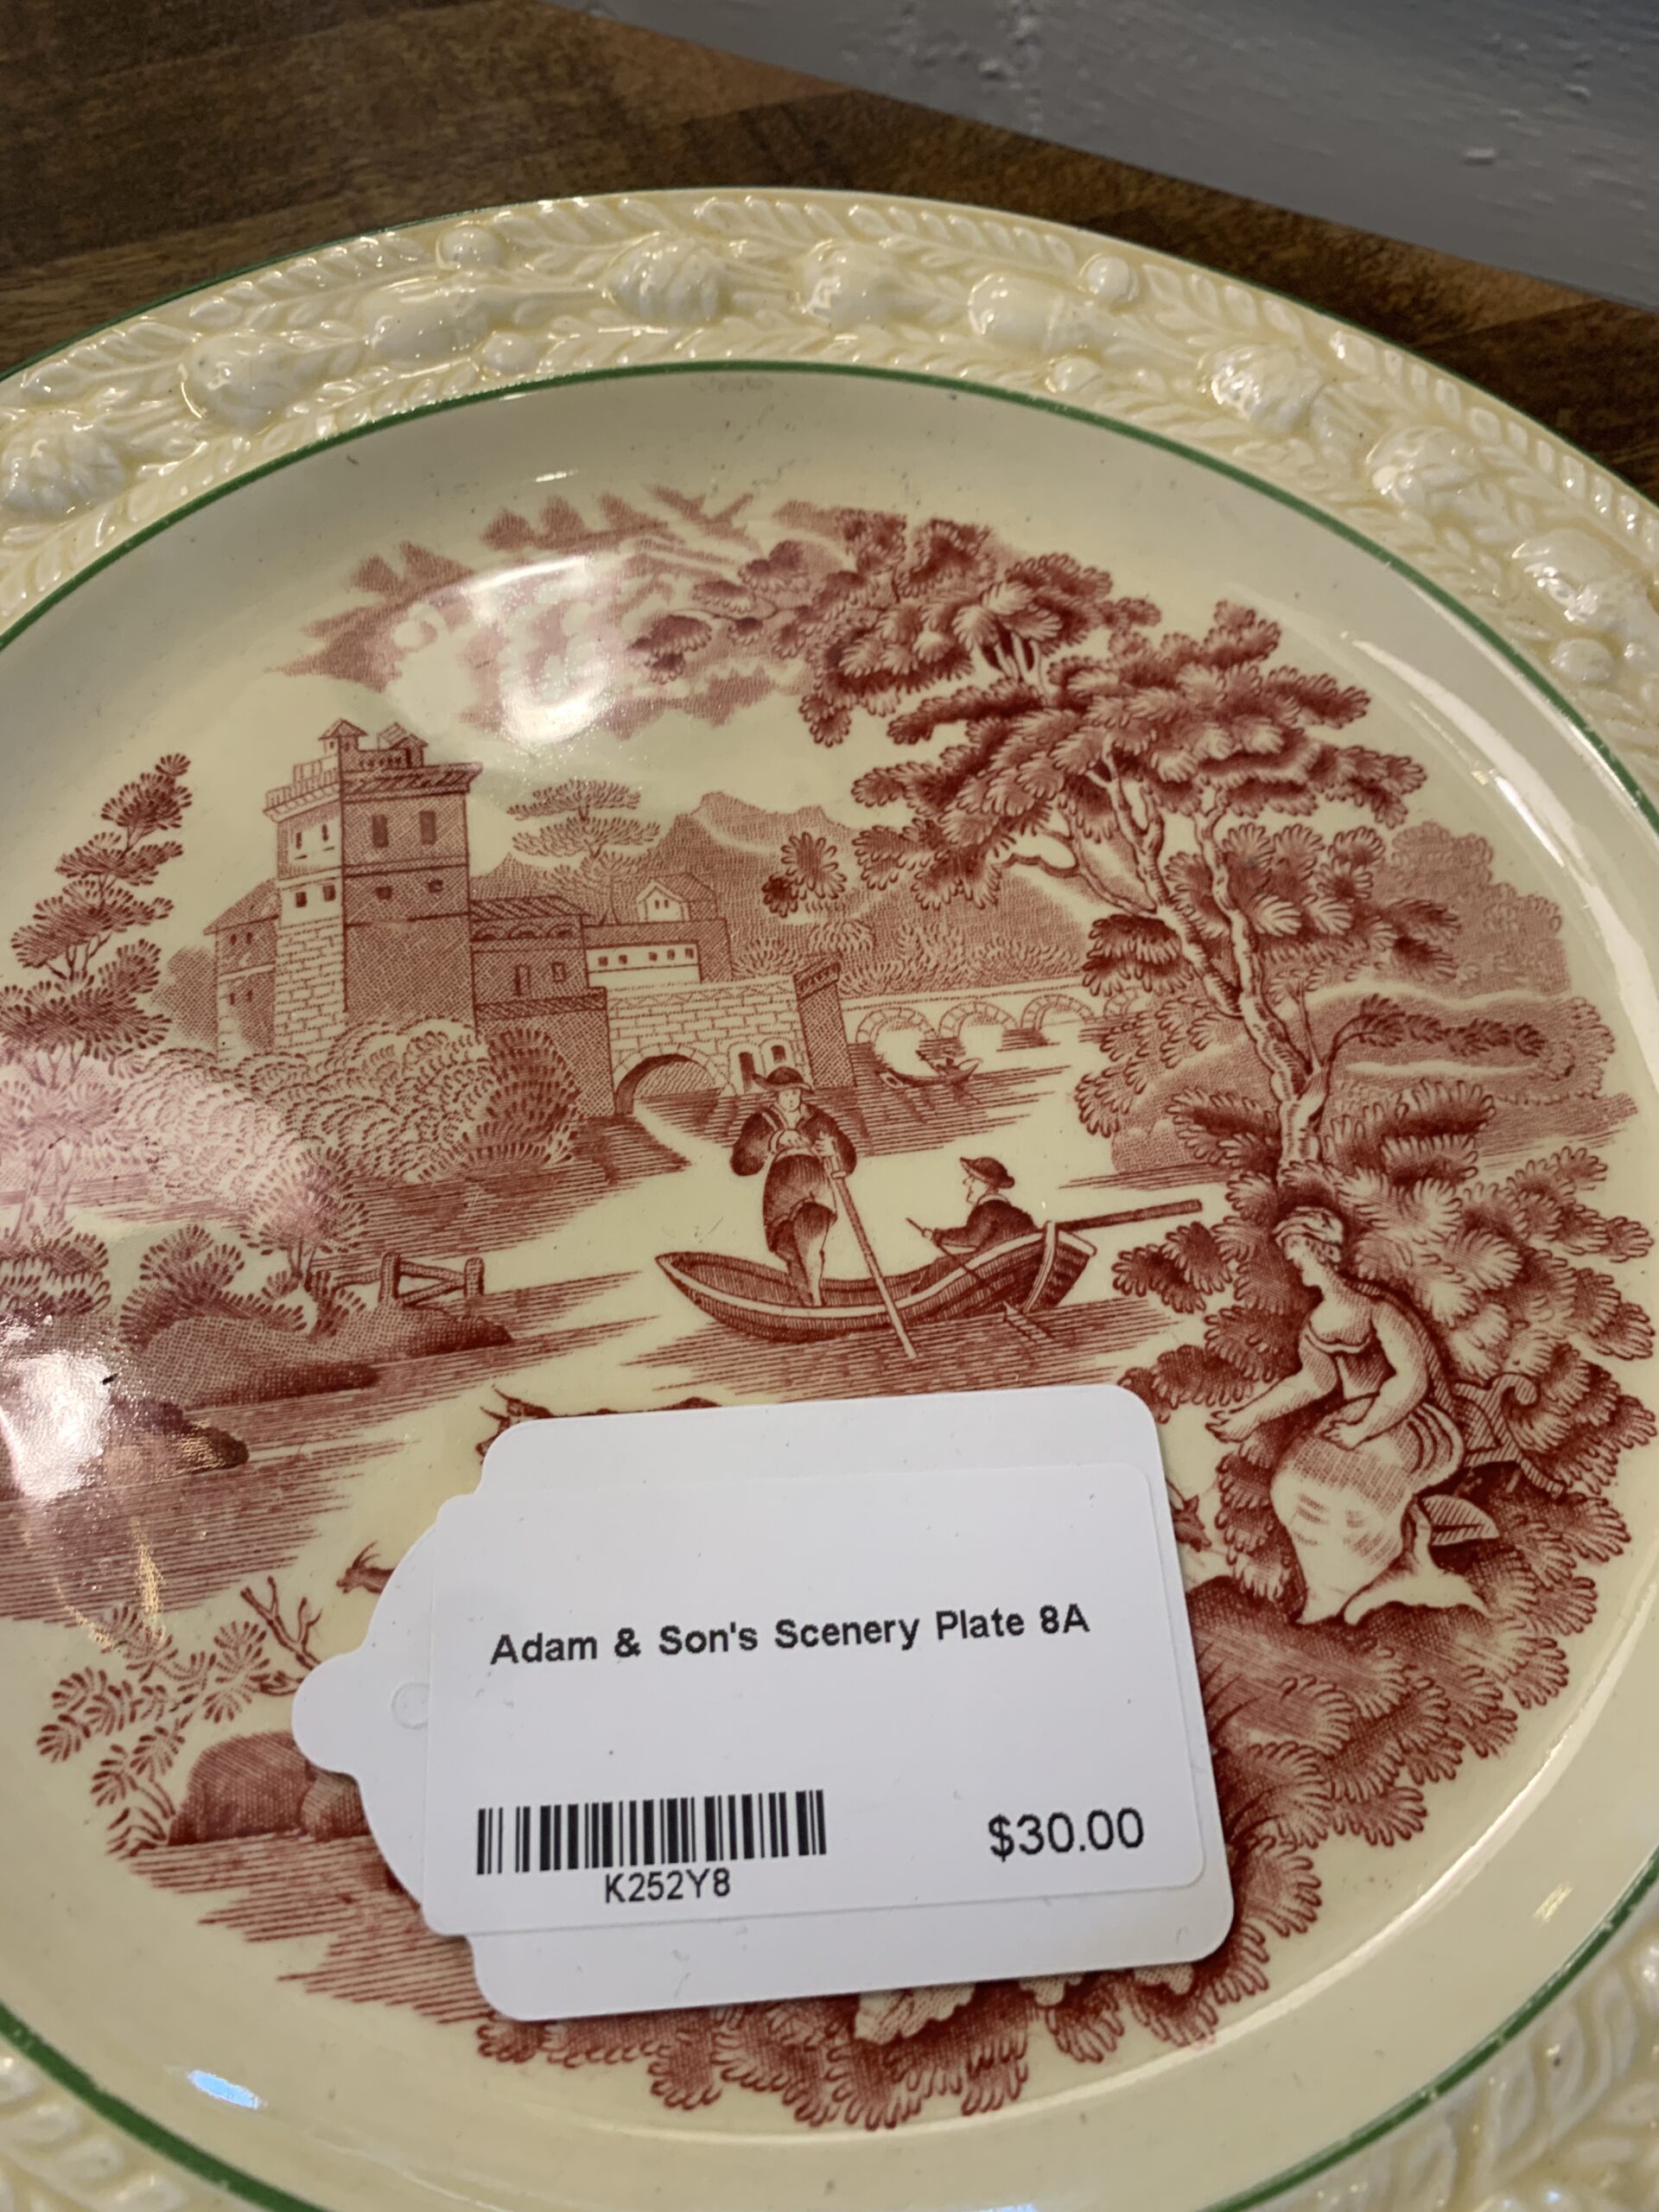 Adam & Son's Scenery Plate 8A
K252Y8
$30.00